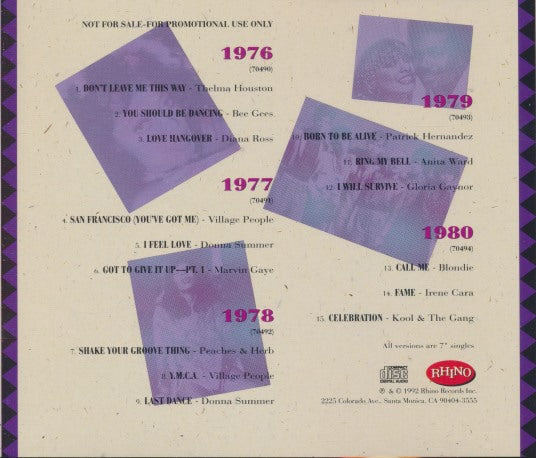 NOT FOR SALE–FOR PROMOTIONAL USE ONLY
1976
(70490)
1. DON'T LEAVE ME THIS WAY - Thelma Houston
2. YOU SHOULD BE DANCING - Bee Gees
3. LOVE HANGOVER - Diana Ross
1977
(70491)
4. SAN FRANCISCO (YOU'VE GOT ME) - Village People
5. I FEEL LOVE - Donna Summer
6. GOT TO GIVE IT UP—PT. 1 - Marvin Gaye
1978
(70492)
7. SHAKE YOUR GROOVE THING - Peaches & Herb
8. Y.M.C.A. - Village People
9. LAST DANCE - Donna Summer
1979
(70493)
10. BORN TO BE ALIVE - Patrick Hernandez
11. RING MY BELL - Anita Ward
12. I WILL SURVIVE - Gloria Gaynor
1980
(70494)
13. CALL ME - Blondie
14. FAME - Irene Cara
15. CELEBRATION - Kool & The Gang
All versions are 7" singles
COMPACT
disc
DIGITAL AUDIO
RHINO
℗ & © 1992 Rhino Records Inc.
2225 Colorado Ave., Santa Monica, CA 90404-3555